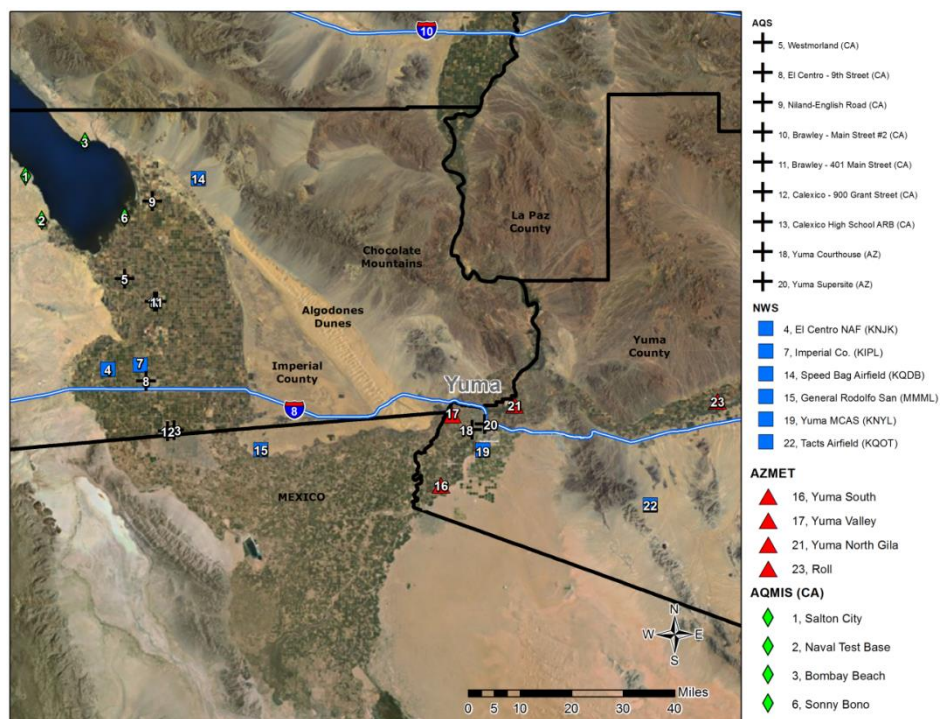 10
3
14
1
9
2
6
La Paz
County
Chocolate
Mountains
5
11
Algodones
Dunes
Yuma
County
Imperial
County
4
7
8
Yuma
23
21
8
17
20
18
123
15
19
16
MEXICO
22
N
W E
S
Miles
0 5 10 20 30 40
AQS
5, Westmorland (CA)
8, El Centro - 9th Street (CA)
9, Niland-English Road (CA)
10, Brawley - Main Street #2 (CA)
11, Brawley - 401 Main Street (CA)
12, Calexico - 900 Grant Street (CA)
13, Calexico High School ARB (CA)
18, Yuma Courthouse (AZ)
20, Yuma Supersite (AZ)
NWS
4, El Centro NAF (KNJK)
7, Imperial Co. (KIPL)
14, Speed Bag Airfield (KQDB)
15, General Rodolfo San (MMML)
19, Yuma MCAS (KNYL)
22, Tacts Airfield (KQOT)
AZMET
16, Yuma South
17, Yuma Valley
21, Yuma North Gila
23, Roll
AQMIS (CA)
1, Salton City
2, Naval Test Base
3, Bombay Beach
6, Sonny Bono